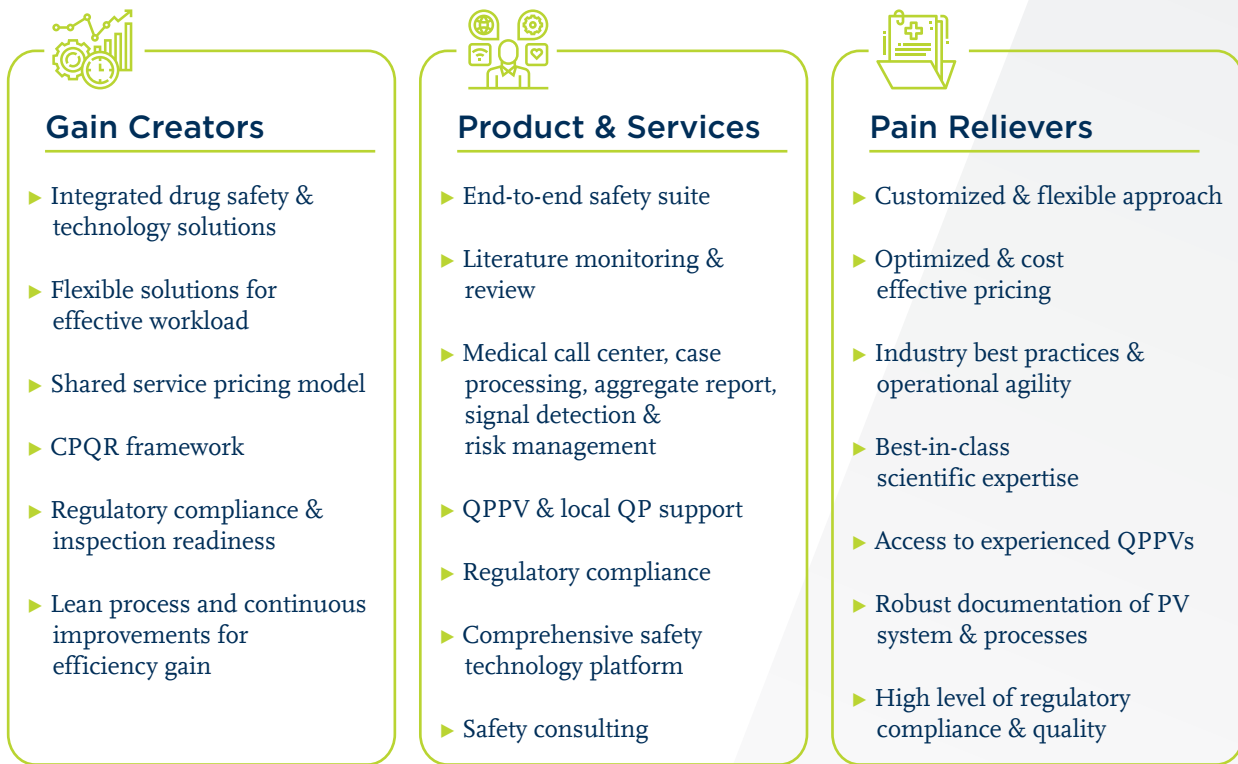 Gain Creators
► Integrated drug safety &
technology solutions
► Flexible solutions for
effective workload
► Shared service pricing model
► CPQR framework
► Regulatory compliance &
inspection readiness
► Lean process and continuous
improvements for
efficiency gain
Product & Services
► End-to-end safety suite
► Literature monitoring &
review
► Medical call center, case
processing, aggregate report,
signal detection &
risk management
► QPPV & local QP support
► Regulatory compliance
► Comprehensive safety
technology platform
► Safety consulting
Pain Relievers
► Customized & flexible approach
► Optimized & cost
effective pricing
► Industry best practices &
operational agility
► Best-in-class
scientific expertise
► Access to experienced QPPVs
► Robust documentation of PV
system & processes
► High level of regulatory
compliance & quality